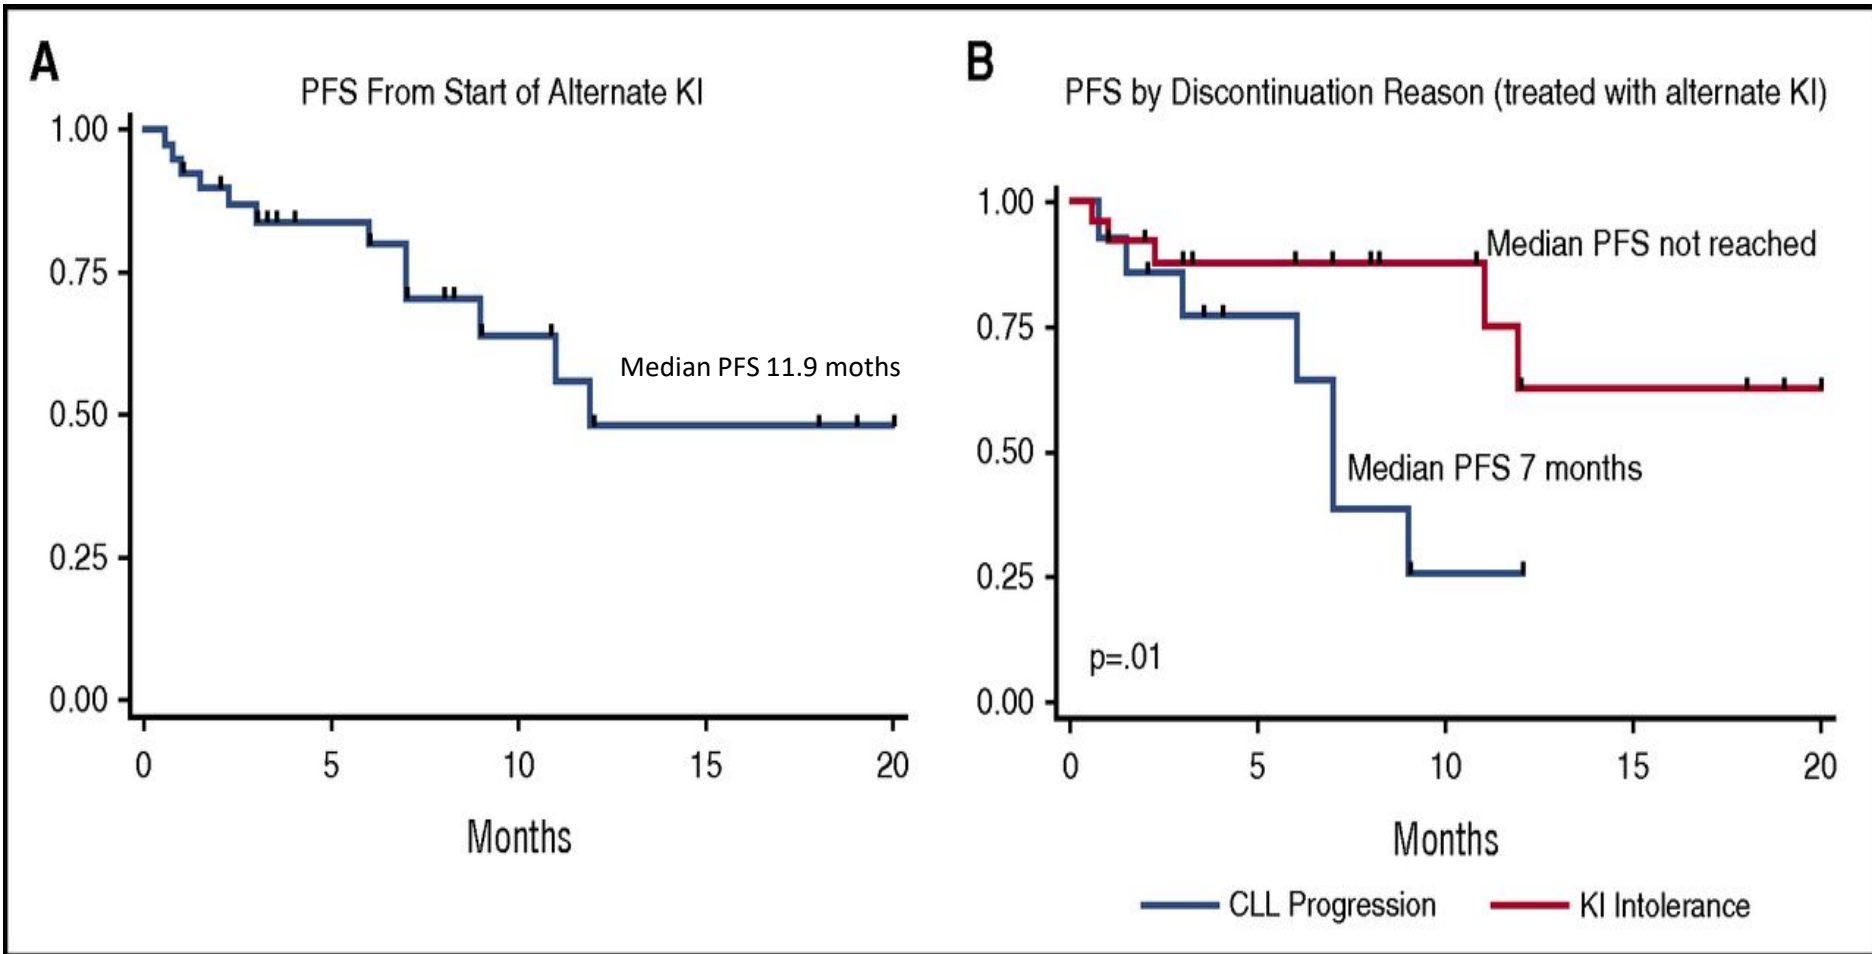 A
PFS From Start of Alternate KI
1.00
0.75
0.50
0.25
0.00
Median PFS 11.9 moths
0 5 10 15 20
Months
B
PFS by Discontinuation Reason (treated with alternate KI)
1.00
0.75
0.50
0.25
0.00
Median PFS not reached
Median PFS 7 months
p=.01
0 5 10 15 20
Months
CLL Progression KI Intolerance